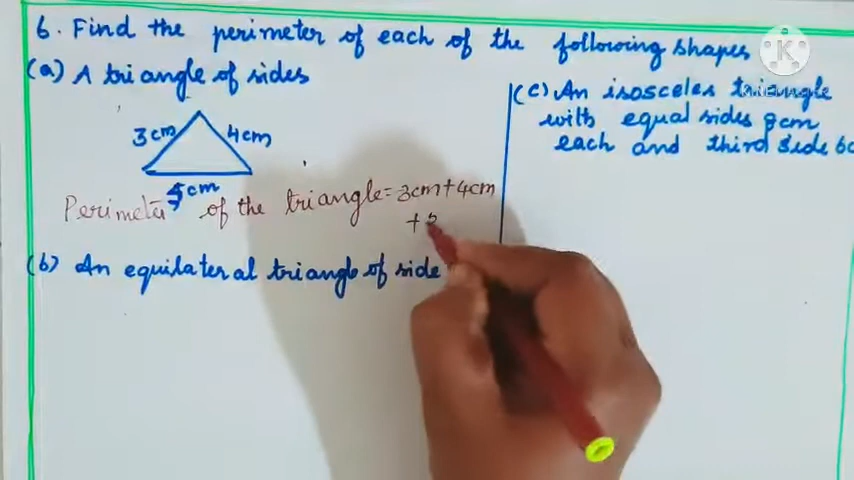 6. Find the perimeter of each of the following shapes
(a) A triangle of sides
3cm
4cm
5cm
Perimeter of the triangle = 3cm + 4cm
+
(b) An equilateral triangle of side
(c) An isosceles triangle
with equal sides 8cm
each and third side 6c
KINEMASTER